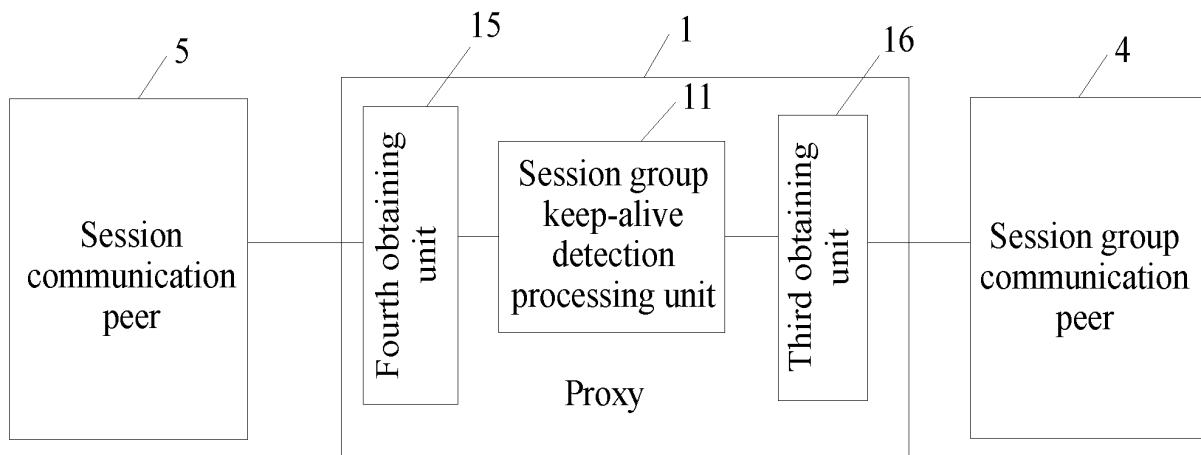 5
15
1
16
4
11
Session
communication
peer
Fourth obtaining
unit
Session group
keep-alive
detection
processing unit
Third obtaining
unit
Session group
communication
peer
Proxy